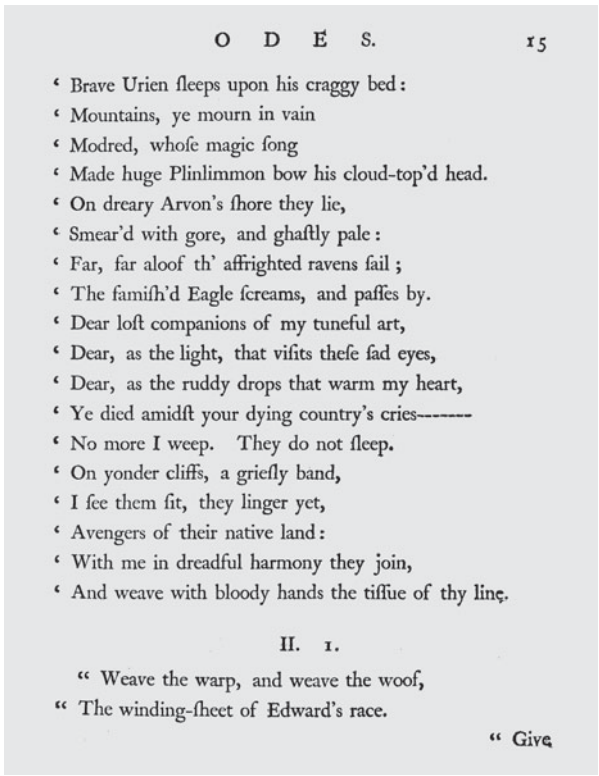 O D E S. 15
‘ Brave Urien ſleeps upon his craggy bed :
‘ Mountains, ye mourn in vain
‘ Modred, whoſe magic ſong
‘ Made huge Plinlimmon bow his cloud-top’d head.
‘ On dreary Arvon’s ſhore they lie,
‘ Smear’d with gore, and ghaſtly pale :
‘ Far, far aloof th’ affrighted ravens ſail ;
‘ The famiſh’d Eagle ſcreams, and paſſes by.
‘ Dear loſt companions of my tuneful art,
‘ Dear, as the light, that viſits theſe ſad eyes,
‘ Dear, as the ruddy drops that warm my heart,
‘ Ye died amidſt your dying country’s cries-------
‘ No more I weep. They do not ſleep.
‘ On yonder cliffs, a grieſly band,
‘ I ſee them ſit, they linger yet,
‘ Avengers of their native land :
‘ With me in dreadful harmony they join,
‘ And weave with bloody hands the tiſſue of thy line.
II. 1.
“ Weave the warp, and weave the woof,
“ The winding-ſheet of Edward’s race.
“ Give